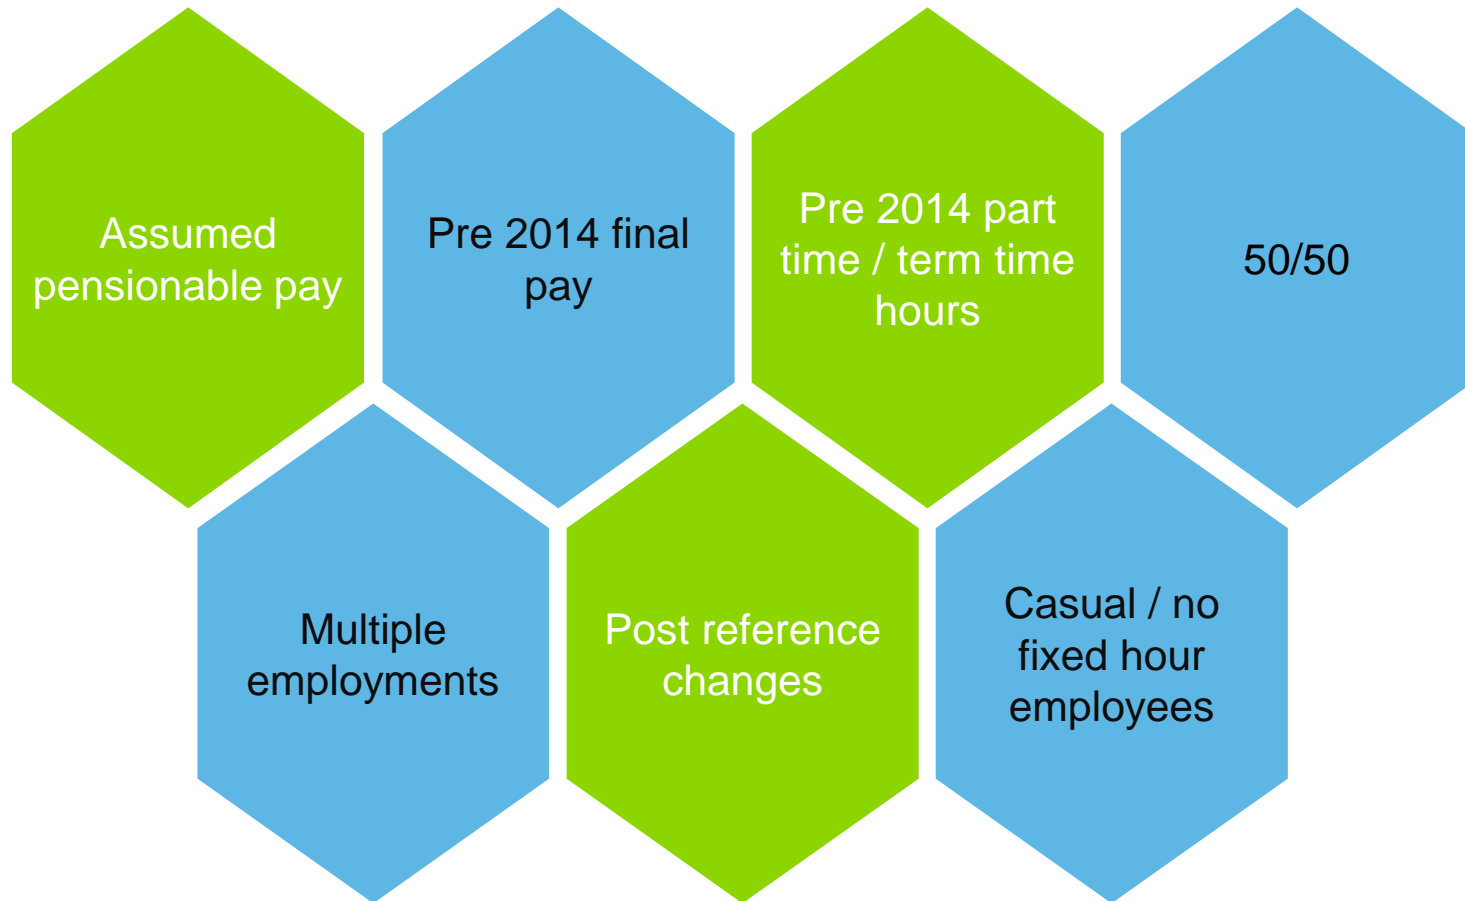 Assumed
pensionable pay
Pre 2014 final
pay
Pre 2014 part
time / term time
hours
50/50
Multiple
employments
Post reference
changes
Casual / no
fixed hour
employees